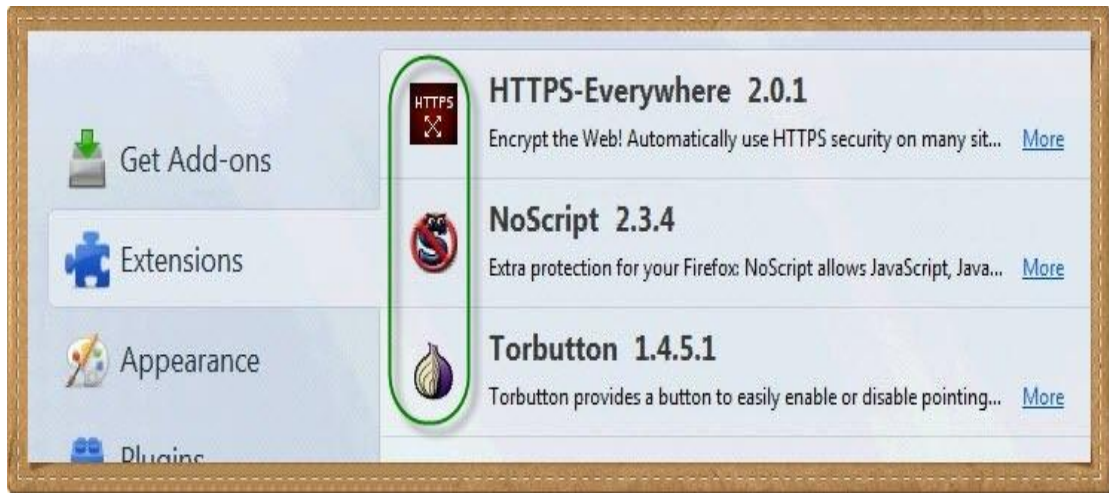 Get Add-ons
Extensions
Appearance
Plugins
HTTPS
HTTPS-Everywhere 2.0.1
Encrypt the Web! Automatically use HTTPS security on many sit... More
NoScript 2.3.4
Extra protection for your Firefox: NoScript allows JavaScript, Java... More
Torbutton 1.4.5.1
Torbutton provides a button to easily enable or disable pointing... More